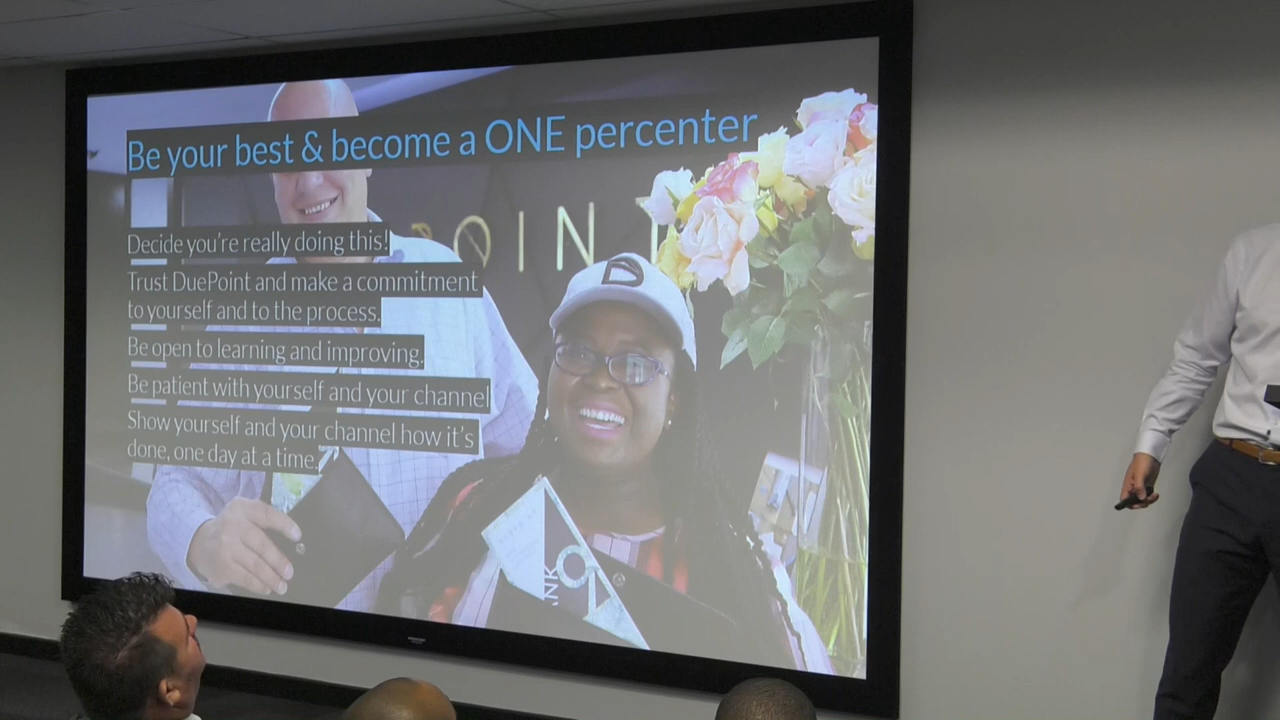 Be your best & become a ONE percenter
POINT
Decide you're really doing this!
Trust DuePoint and make a commitment
to yourself and to the process.
Be open to learning and improving.
Be patient with yourself and your channel
Show yourself and your channel how it's
done, one day at a time.